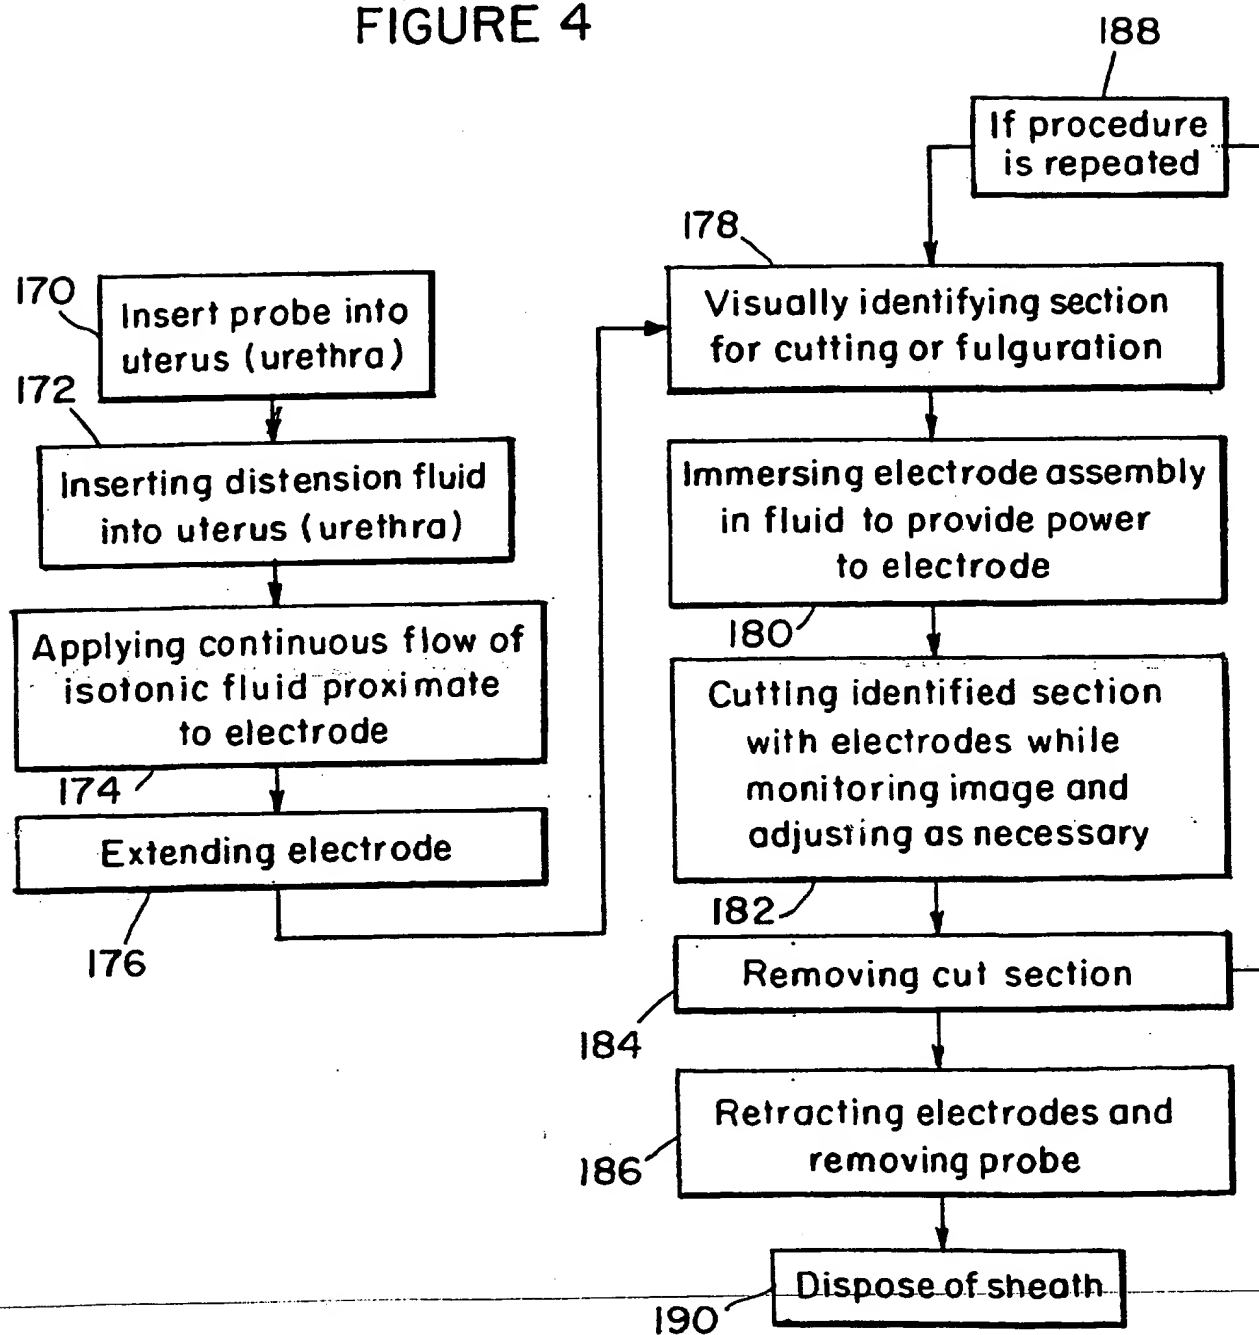 FIGURE 4
170
Insert probe into
uterus (urethra)
172
Inserting distension fluid
into uterus (urethra)
Applying continuous flow of
isotonic fluid proximate
to electrode
174
Extending electrode
176
188
If procedure
is repeated
178
Visually identifying section
for cutting or fulguration
Immersing electrode assembly
in fluid to provide power
to electrode
180
Cutting identified section
with electrodes while
monitoring image and
adjusting as necessary
182
Removing cut section
184
Retracting electrodes and
removing probe
186
Dispose of sheath
190